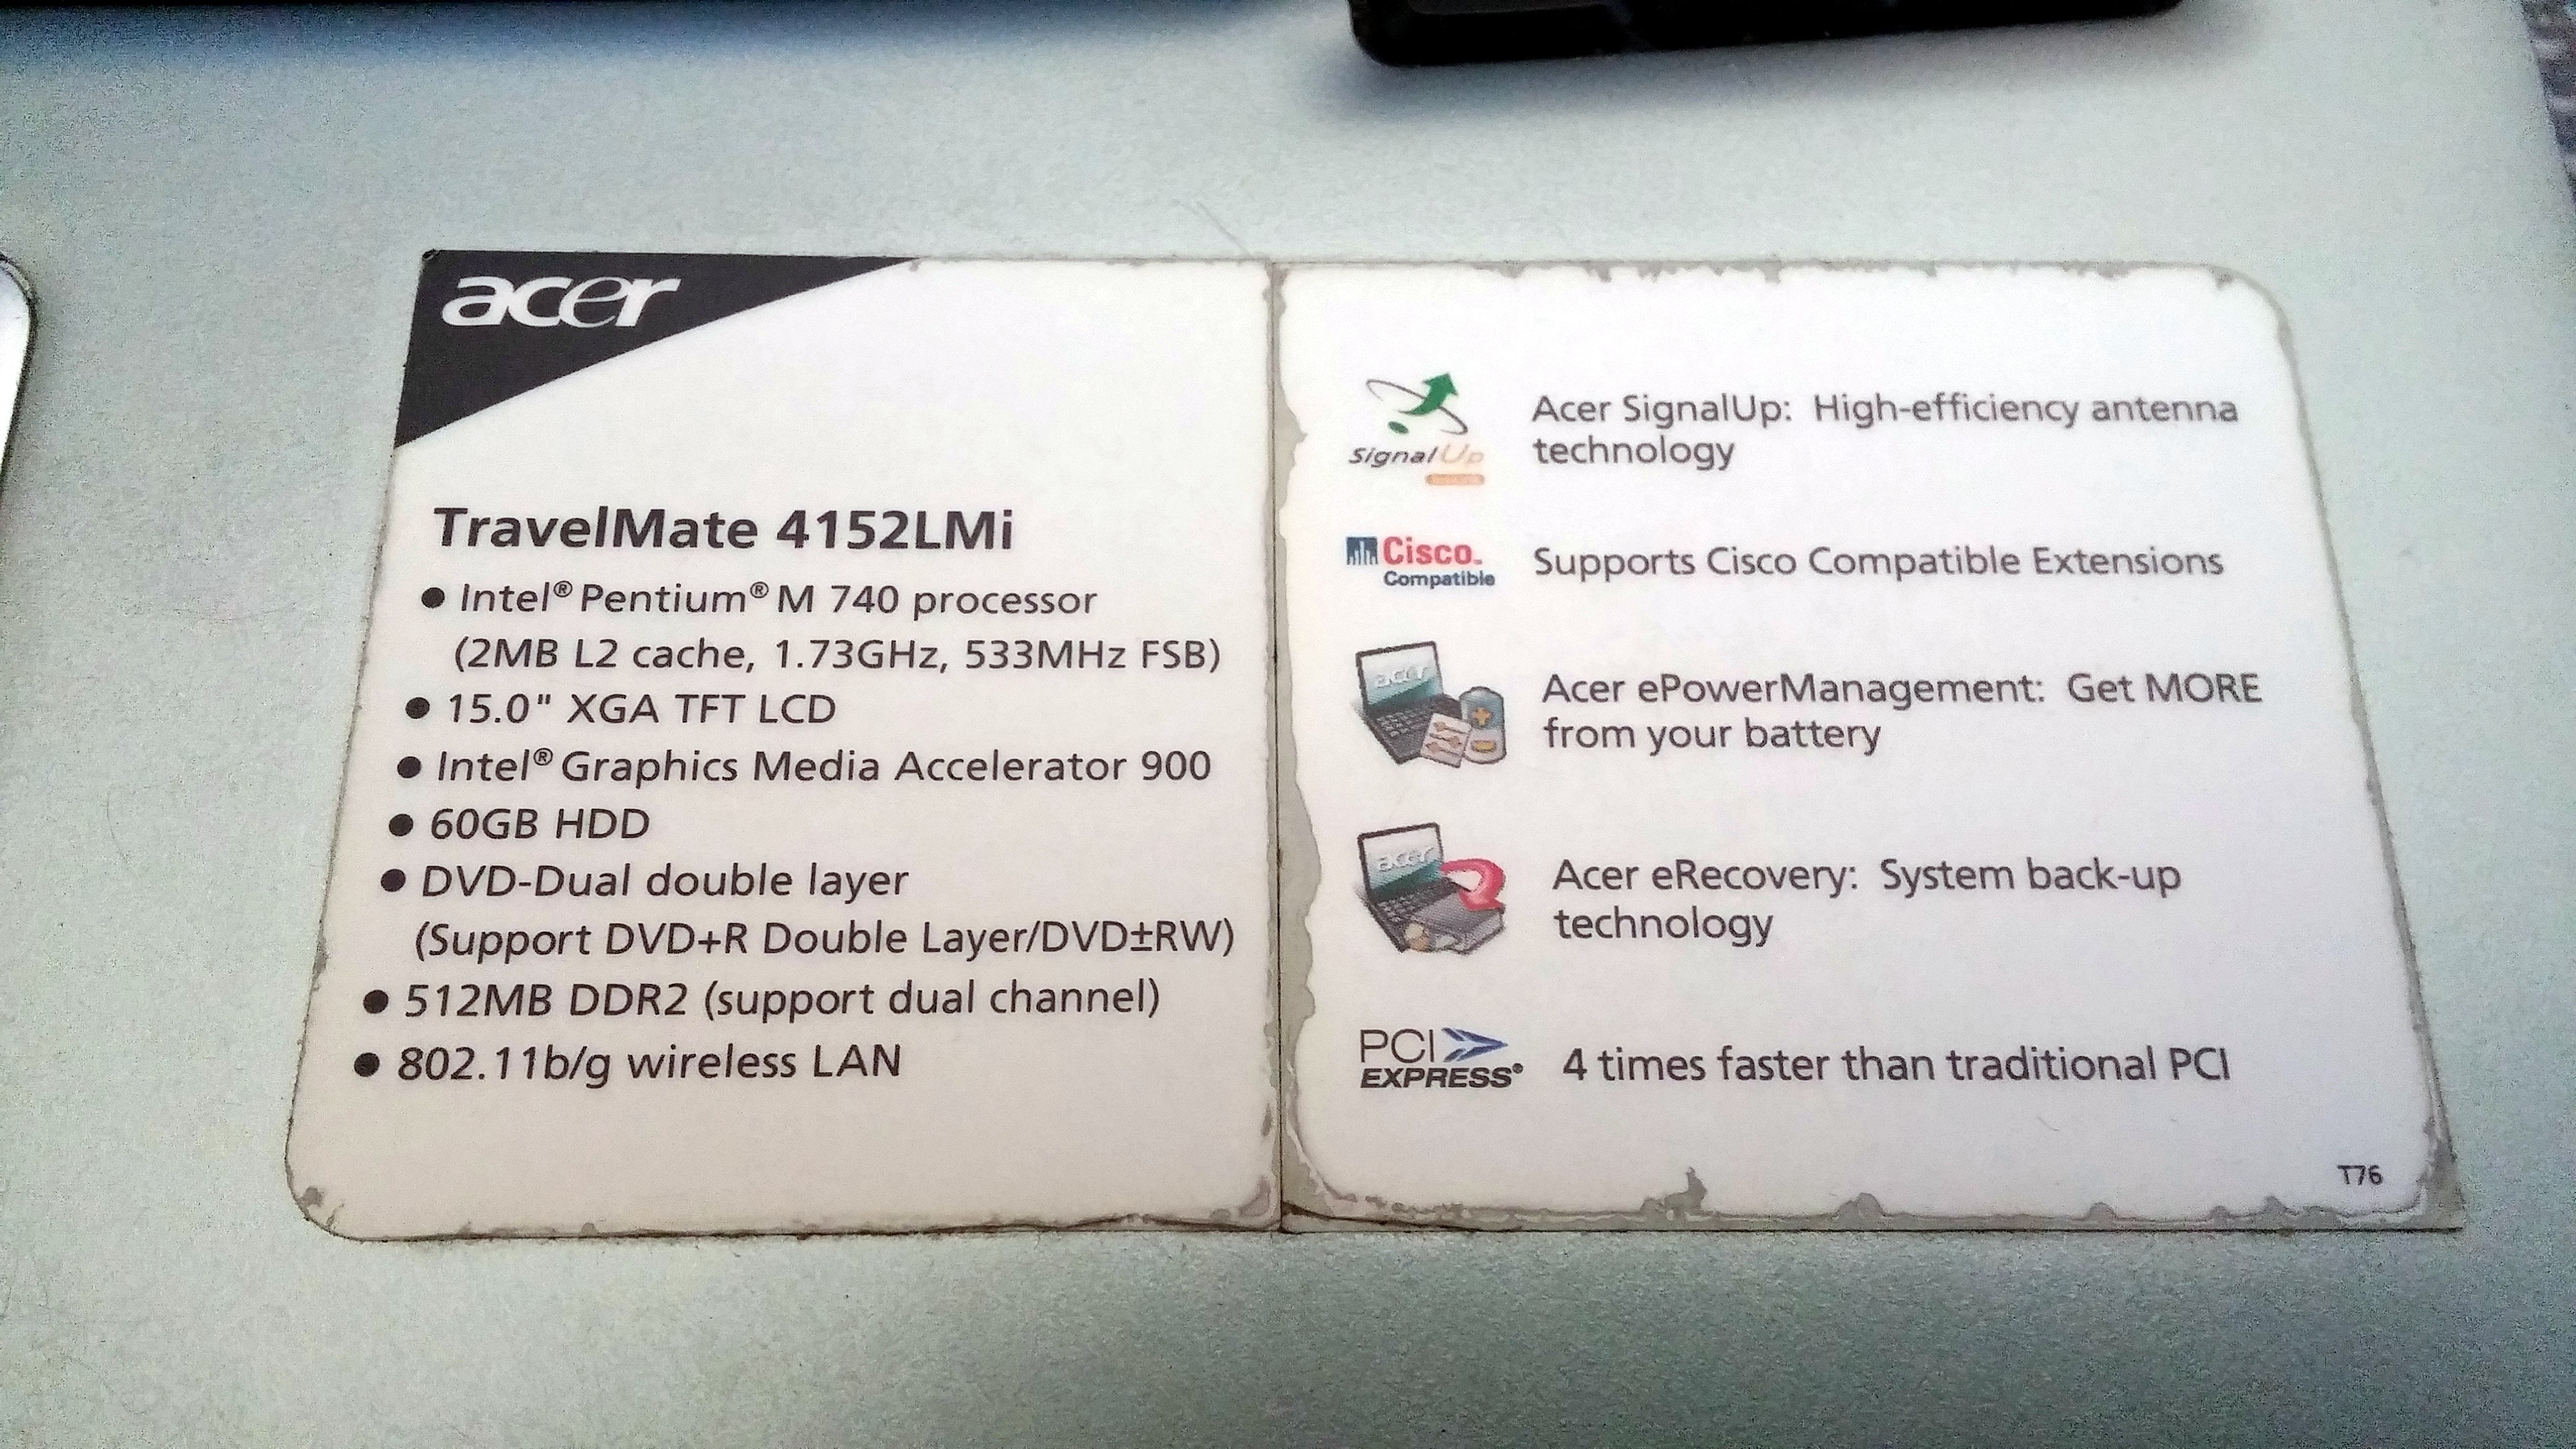 acer
TravelMate 4152LMi
● Intel® Pentium® M 740 processor
(2MB L2 cache, 1.73GHz, 533MHz FSB)
● 15.0" XGA TFT LCD
● Intel® Graphics Media Accelerator 900
● 60GB HDD
● DVD-Dual double layer
(Support DVD+R Double Layer/DVD±RW)
● 512MB DDR2 (support dual channel)
● 802.11b/g wireless LAN
SignalUp
Acer SignalUp: High-efficiency antenna
technology
Cisco
Compatible
Supports Cisco Compatible Extensions
acer
Acer ePowerManagement: Get MORE
from your battery
acer
Acer eRecovery: System back-up
technology
PCI
EXPRESS®
4 times faster than traditional PCI
T76